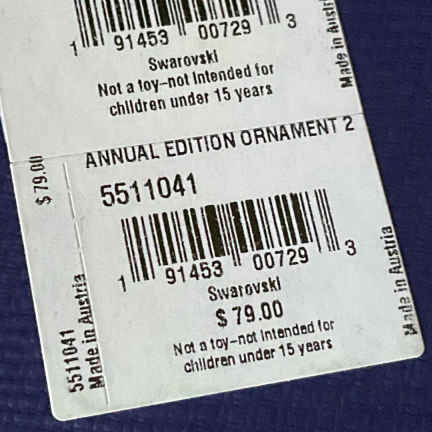 1 91453 00729 3
Swarovski
Not a toy-not intended for
children under 15 years
Made in Austria
ANNUAL EDITION ORNAMENT 2
$79.00
5511041
1 91453 00729 3
Swarovski
$79.00
Not a toy-not intended for
children under 15 years
5511041
Made in Austria
Made in Austria